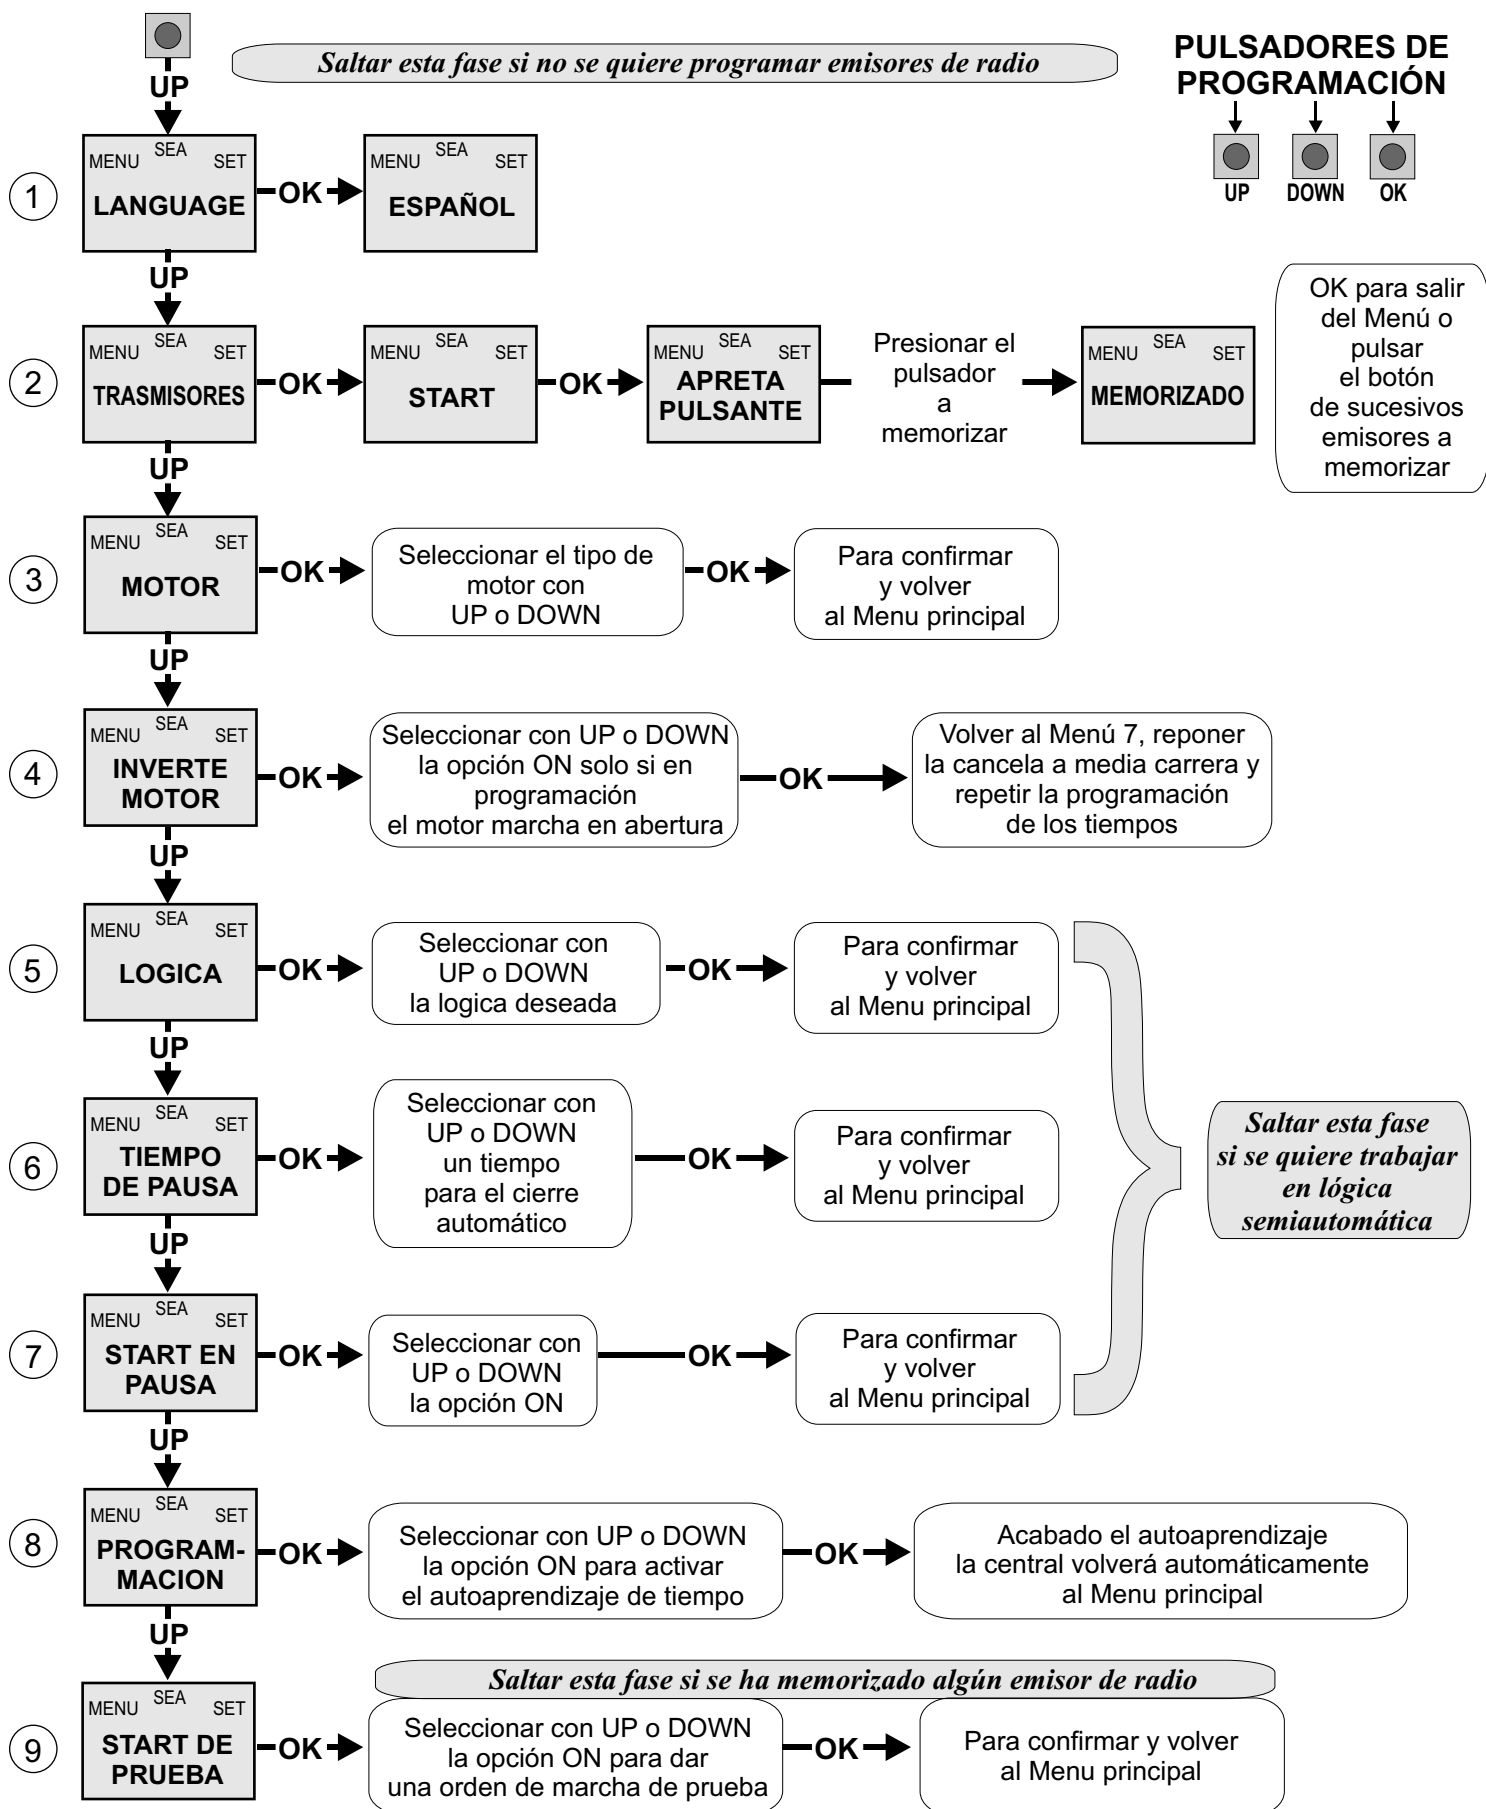 Saltar esta fase si no se quiere programar emisores de radio
PULSADORES DE
PROGRAMACIÓN
UP
DOWN
OK
UP
1
MENU SEA SET
LANGUAGE
OK
MENU SEA SET
ESPAÑOL
UP
2
MENU SEA SET
TRASMISORES
OK
MENU SEA SET
START
OK
MENU SEA SET
APRETA
PULSANTE
Presionar el
pulsador
a
memorizar
MENU SEA SET
MEMORIZADO
OK para salir
del Menú o
pulsar
el botón
de sucesivos
emisores a
memorizar
UP
3
MENU SEA SET
MOTOR
OK
Seleccionar el tipo de
motor con
UP o DOWN
OK
Para confirmar
y volver
al Menu principal
UP
4
MENU SEA SET
INVERTE
MOTOR
OK
Seleccionar con UP o DOWN
la opción ON solo si en
programación
el motor marcha en abertura
OK
Volver al Menú 7, reponer
la cancela a media carrera y
repetir la programación
de los tiempos
UP
5
MENU SEA SET
LOGICA
OK
Seleccionar con
UP o DOWN
la logica deseada
OK
Para confirmar
y volver
al Menu principal
UP
6
MENU SEA SET
TIEMPO
DE PAUSA
OK
Seleccionar con
UP o DOWN
un tiempo
para el cierre
automático
OK
Para confirmar
y volver
al Menu principal
Saltar esta fase
si se quiere trabajar
en lógica
semiautomática
UP
7
MENU SEA SET
START EN
PAUSA
OK
Seleccionar con
UP o DOWN
la opción ON
OK
Para confirmar
y volver
al Menu principal
UP
8
MENU SEA SET
PROGRAM-
MACION
OK
Seleccionar con UP o DOWN
la opción ON para activar
el autoaprendizaje de tiempo
OK
Acabado el autoaprendizaje
la central volverá automáticamente
al Menu principal
UP
Saltar esta fase si se ha memorizado algún emisor de radio
9
MENU SEA SET
START DE
PRUEBA
OK
Seleccionar con UP o DOWN
la opción ON para dar
una orden de marcha de prueba
OK
Para confirmar y volver
al Menu principal